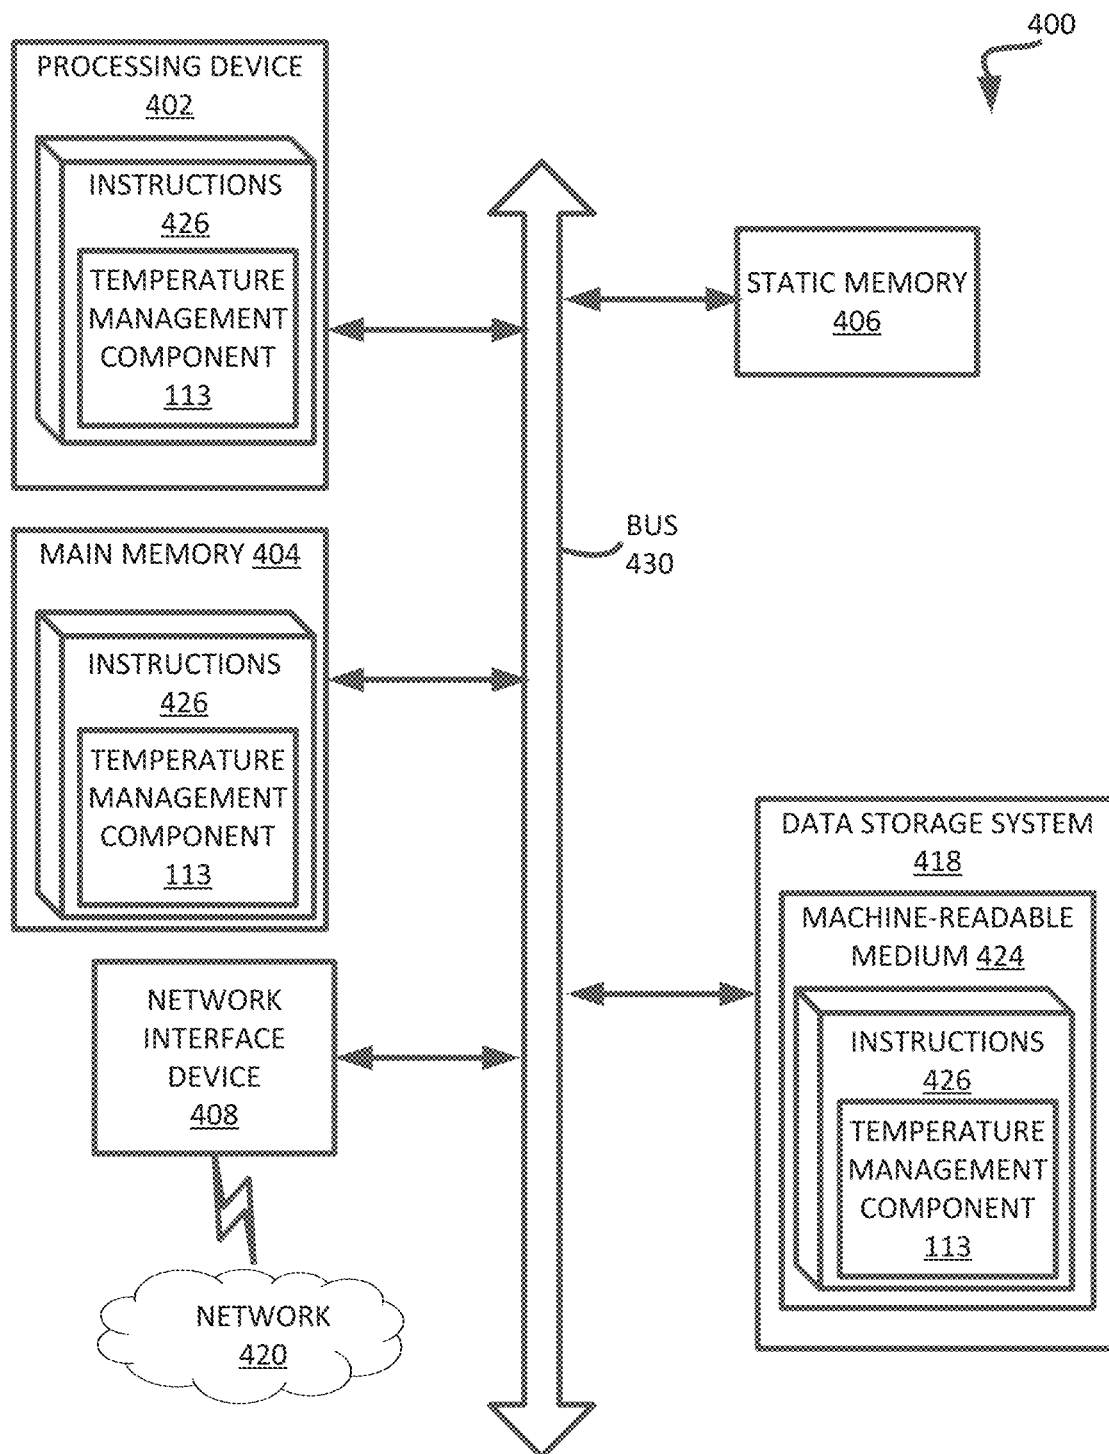 400
PROCESSING DEVICE
402
INSTRUCTIONS
426
TEMPERATURE
MANAGEMENT
COMPONENT
113
STATIC MEMORY
406
BUS
430
MAIN MEMORY 404
INSTRUCTIONS
426
TEMPERATURE
MANAGEMENT
COMPONENT
113
DATA STORAGE SYSTEM
418
MACHINE-READABLE
MEDIUM 424
INSTRUCTIONS
426
TEMPERATURE
MANAGEMENT
COMPONENT
113
NETWORK
INTERFACE
DEVICE
408
NETWORK
420